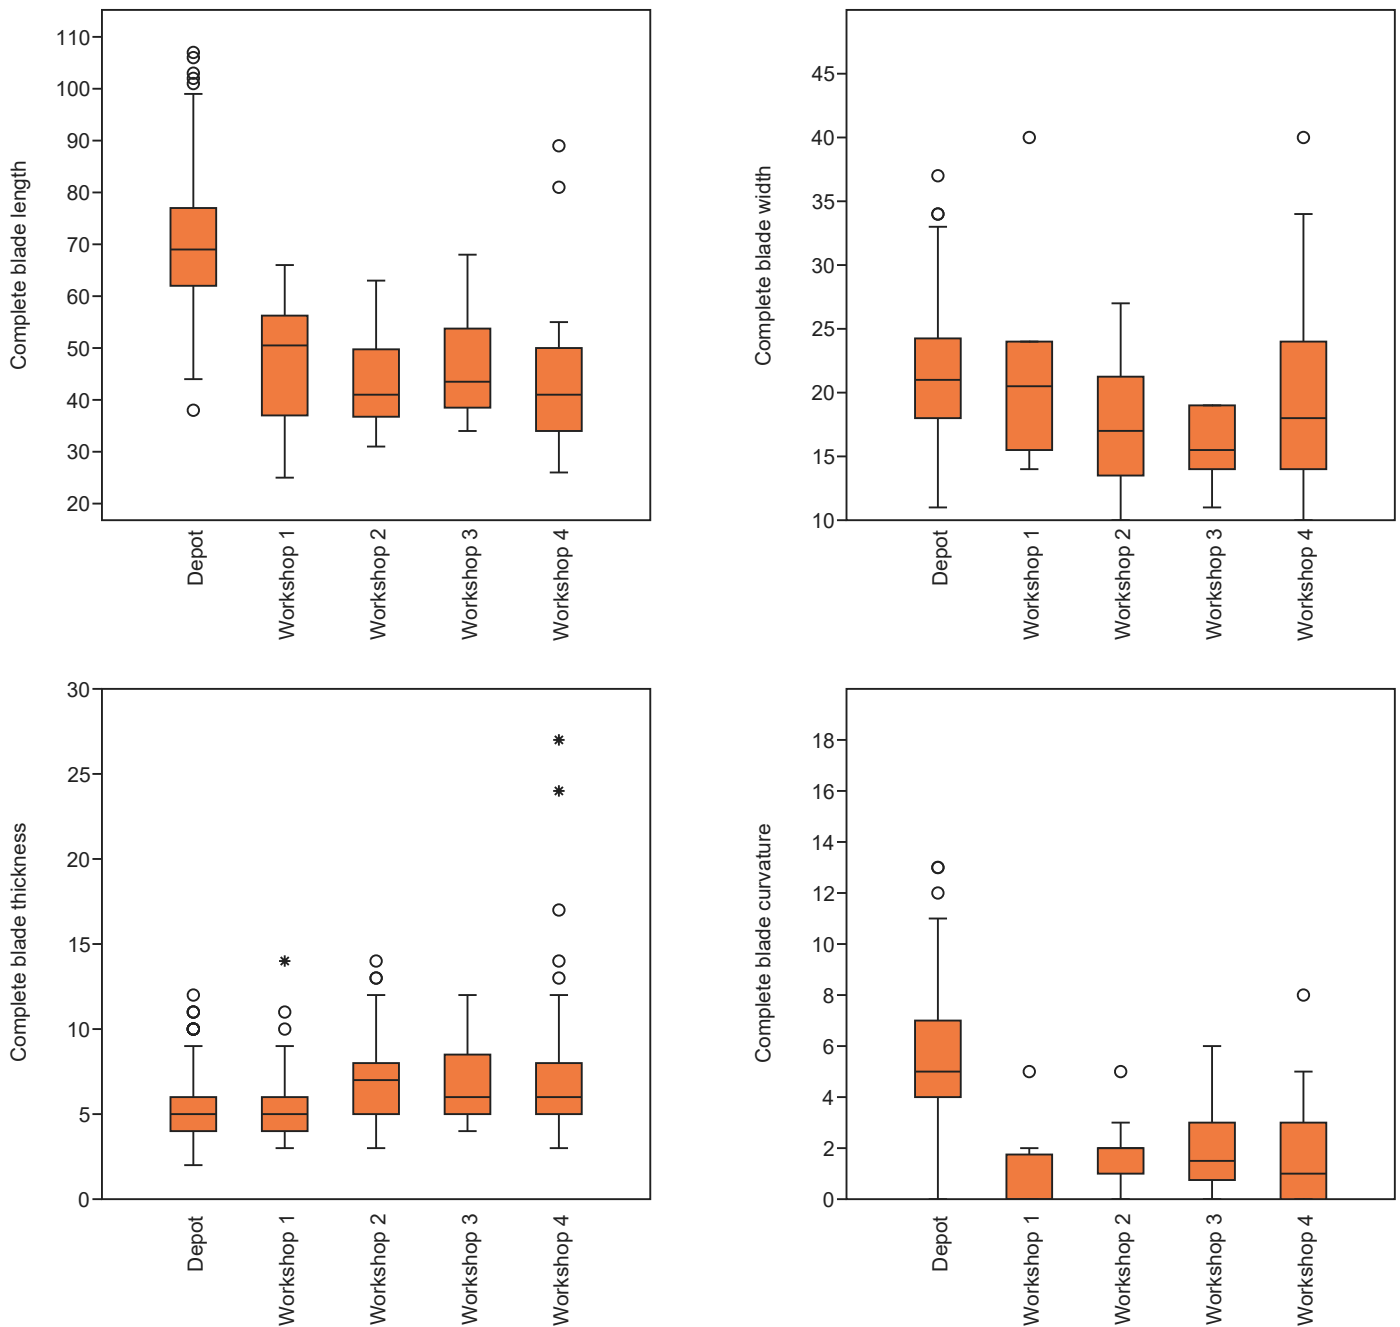 Complete blade length
110
100
90
80
70
60
50
40
30
20
Depot
Workshop 1
Workshop 2
Workshop 3
Workshop 4
Complete blade width
45
40
35
30
25
20
15
10
Depot
Workshop 1
Workshop 2
Workshop 3
Workshop 4
Complete blade thickness
30
25
20
15
10
5
0
Depot
Workshop 1
Workshop 2
Workshop 3
Workshop 4
Complete blade curvature
18
16
14
12
10
8
6
4
2
0
Depot
Workshop 1
Workshop 2
Workshop 3
Workshop 4